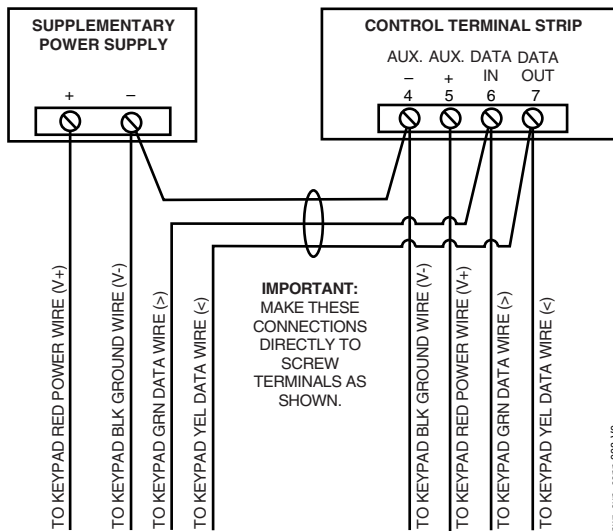 SUPPLEMENTARY
POWER SUPPLY
+ –
CONTROL TERMINAL STRIP
AUX. AUX. DATA DATA
– + IN OUT
4 5 6 7
TO KEYPAD RED POWER WIRE (V+)
TO KEYPAD BLK GROUND WIRE (V-)
TO KEYPAD GRN DATA WIRE (>)
TO KEYPAD YEL DATA WIRE (<)
IMPORTANT:
MAKE THESE
CONNECTIONS
DIRECTLY TO
SCREW
TERMINALS AS
SHOWN.
TO KEYPAD BLK GROUND WIRE (V-)
TO KEYPAD RED POWER WIRE (V+)
TO KEYPAD GRN DATA WIRE (>)
TO KEYPAD YEL DATA WIRE (<)